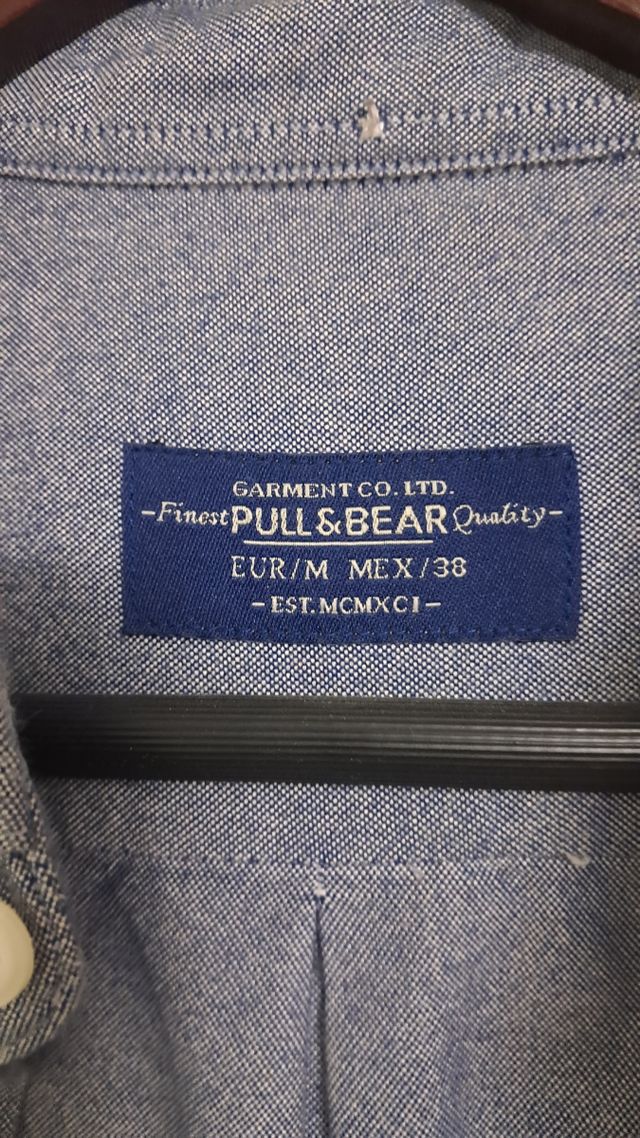 GARMENT CO. LTD.
-Finest PULL&BEAR Quality-
EUR/M MEX/38
-EST.MCMXCI-